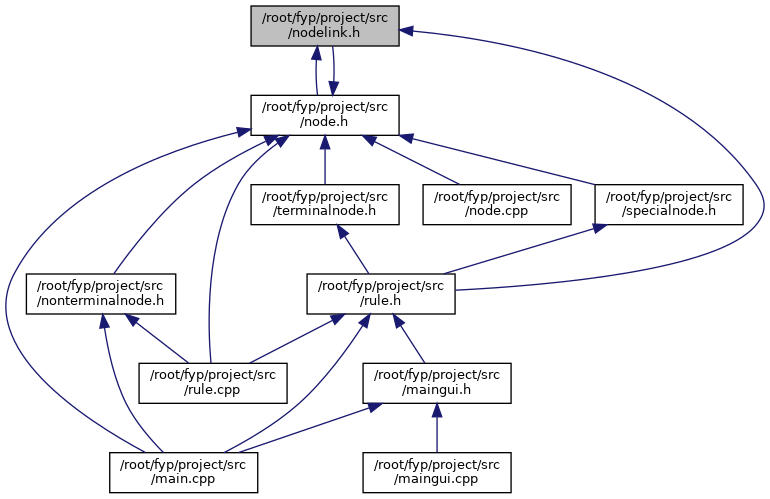 /root/fyp/project/src
/nodelink.h
/root/fyp/project/src
/node.h
/root/fyp/project/src
/terminalnode.h
/root/fyp/project/src
/node.cpp
/root/fyp/project/src
/specialnode.h
/root/fyp/project/src
/nonterminalnode.h
/root/fyp/project/src
/rule.h
/root/fyp/project/src
/rule.cpp
/root/fyp/project/src
/maingui.h
/root/fyp/project/src
/main.cpp
/root/fyp/project/src
/maingui.cpp